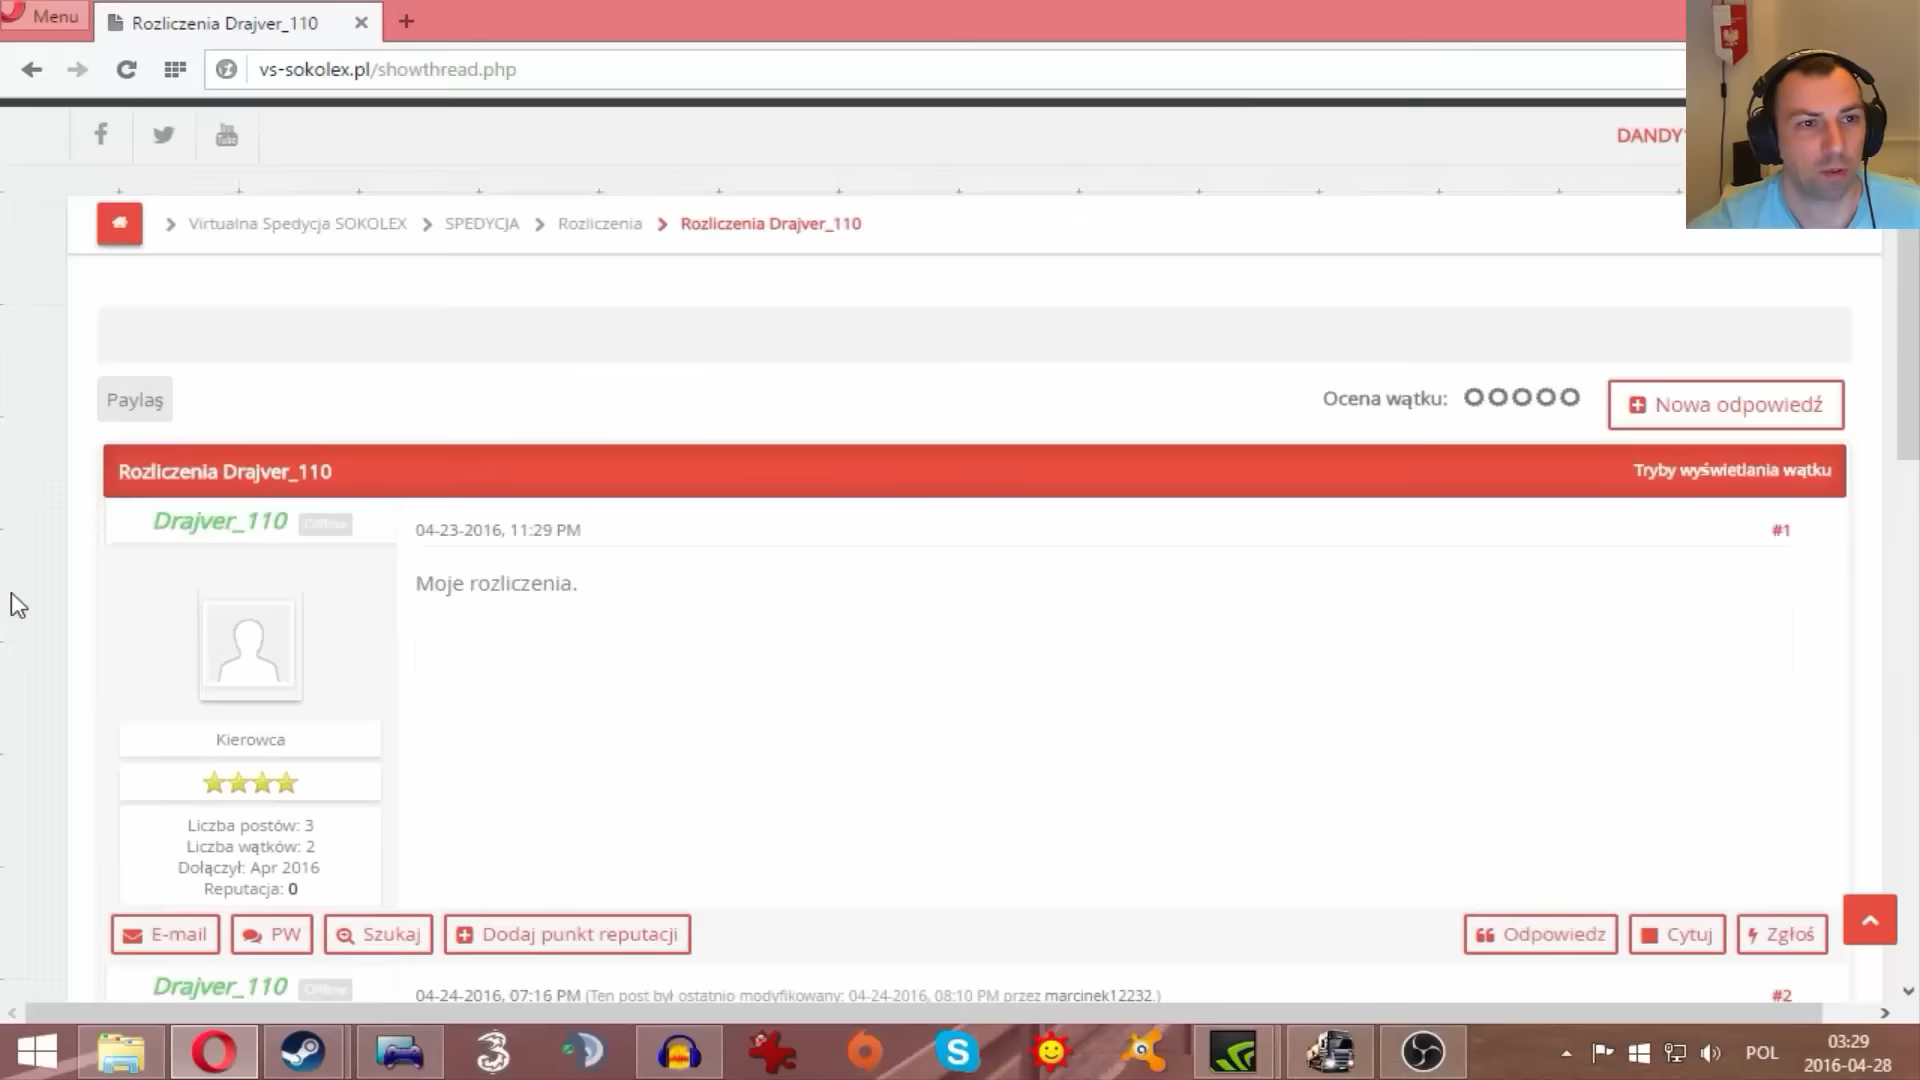 Menu
Rozliczenia Drajver_110
vs-sokolex.pl/showthread.php
DANDY
Virtualna Spedycja SOKOLEX
SPEDYCJA
Rozliczenia
Rozliczenia Drajver_110
Paylaş
Ocena wątku:
Nowa odpowiedź
Rozliczenia Drajver_110
Tryby wyświetlania wątku
Drajver_110
Offline
04-23-2016, 11:29 PM
#1
Moje rozliczenia.
Kierowca
Liczba postów: 3
Liczba wątków: 2
Dołączył: Apr 2016
Reputacja: 0
E-mail
PW
Szukaj
Dodaj punkt reputacji
Odpowiedz
Cytuj
Zgłoś
Drajver_110
Offline
04-24-2016, 07:16 PM (Ten post był ostatnio modyfikowany: 04-24-2016, 08:10 PM przez marcinek12232.)
#2
POL
03:29
2016-04-28